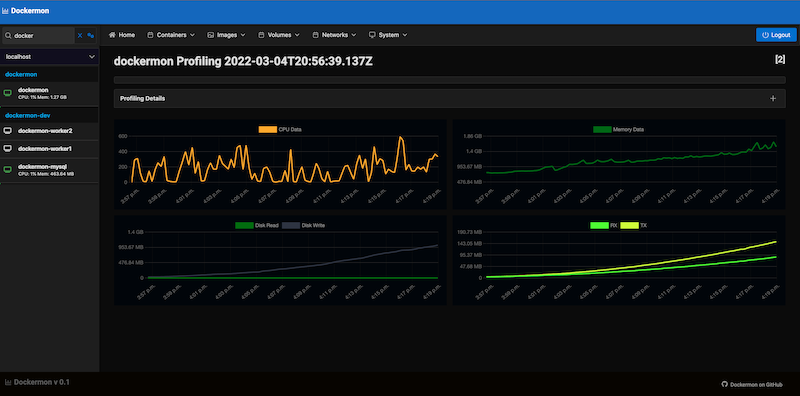 Dockermon
docker
Home
Containers
Images
Volumes
Networks
System
Logout
localhost
dockermon
dockermon
CPU: 1% Mem: 1.27 GB
dockermon-dev
dockermon-worker2
dockermon-worker1
dockermon-mysql
CPU: 1% Mem: 463.64 MB
dockermon Profiling 2022-03-04T20:56:39.137Z
[2]
Profiling Details
CPU Data
600
400
200
0
3:57 p.m.
3:59 p.m.
4:01 p.m.
4:03 p.m.
4:05 p.m.
4:07 p.m.
4:09 p.m.
4:11 p.m.
4:13 p.m.
4:15 p.m.
4:17 p.m.
4:19 p.m.
Memory Data
1.86 GB
1.4 GB
953.67 MB
476.84 MB
3:57 p.m.
3:59 p.m.
4:01 p.m.
4:03 p.m.
4:05 p.m.
4:07 p.m.
4:09 p.m.
4:11 p.m.
4:13 p.m.
4:15 p.m.
4:17 p.m.
4:19 p.m.
Disk Read
Disk Write
1.4 GB
953.67 MB
476.84 MB
0
3:57 p.m.
3:59 p.m.
4:01 p.m.
4:03 p.m.
4:05 p.m.
4:07 p.m.
4:09 p.m.
4:11 p.m.
4:13 p.m.
4:15 p.m.
4:17 p.m.
4:19 p.m.
RX
TX
190.73 MB
143.05 MB
95.37 MB
47.68 MB
3:57 p.m.
3:59 p.m.
4:01 p.m.
4:03 p.m.
4:05 p.m.
4:07 p.m.
4:09 p.m.
4:11 p.m.
4:13 p.m.
4:15 p.m.
4:17 p.m.
4:19 p.m.
Dockermon v 0.1
Dockermon on GitHub